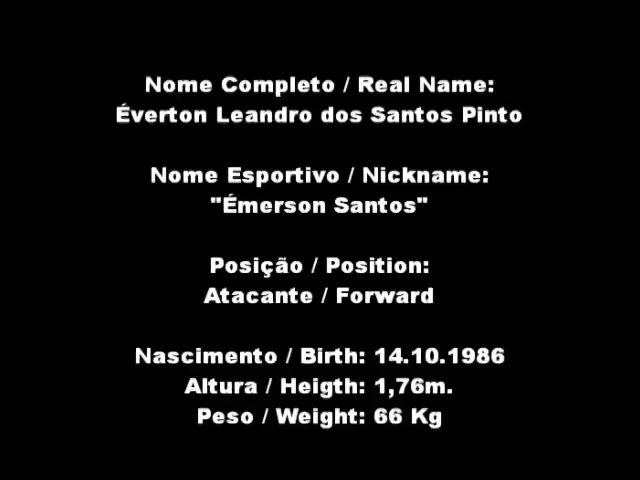 Nome Completo / Real Name:
Éverton Leandro dos Santos Pinto
Nome Esportivo / Nickname:
"Émerson Santos"
Posição / Position:
Atacante / Forward
Nascimento / Birth: 14.10.1986
Altura / Heigth: 1,76m.
Peso / Weight: 66 Kg